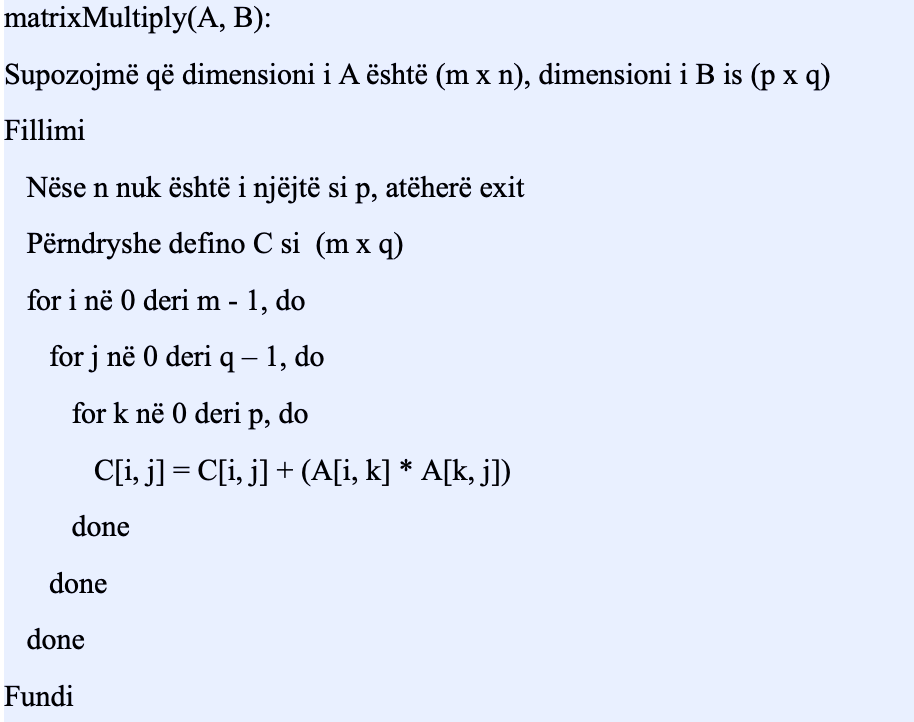 matrixMultiply(A, B):
Supozojmë që dimensioni i A është (m x n), dimensioni i B is (p x q)
Fillimi
Nëse n nuk është i njëjtë si p, atëherë exit
Përndryshe defino C si (m x q)
for i në 0 deri m - 1, do
for j në 0 deri q – 1, do
for k në 0 deri p, do
C[i, j] = C[i, j] + (A[i, k] * A[k, j])
done
done
done
Fundi